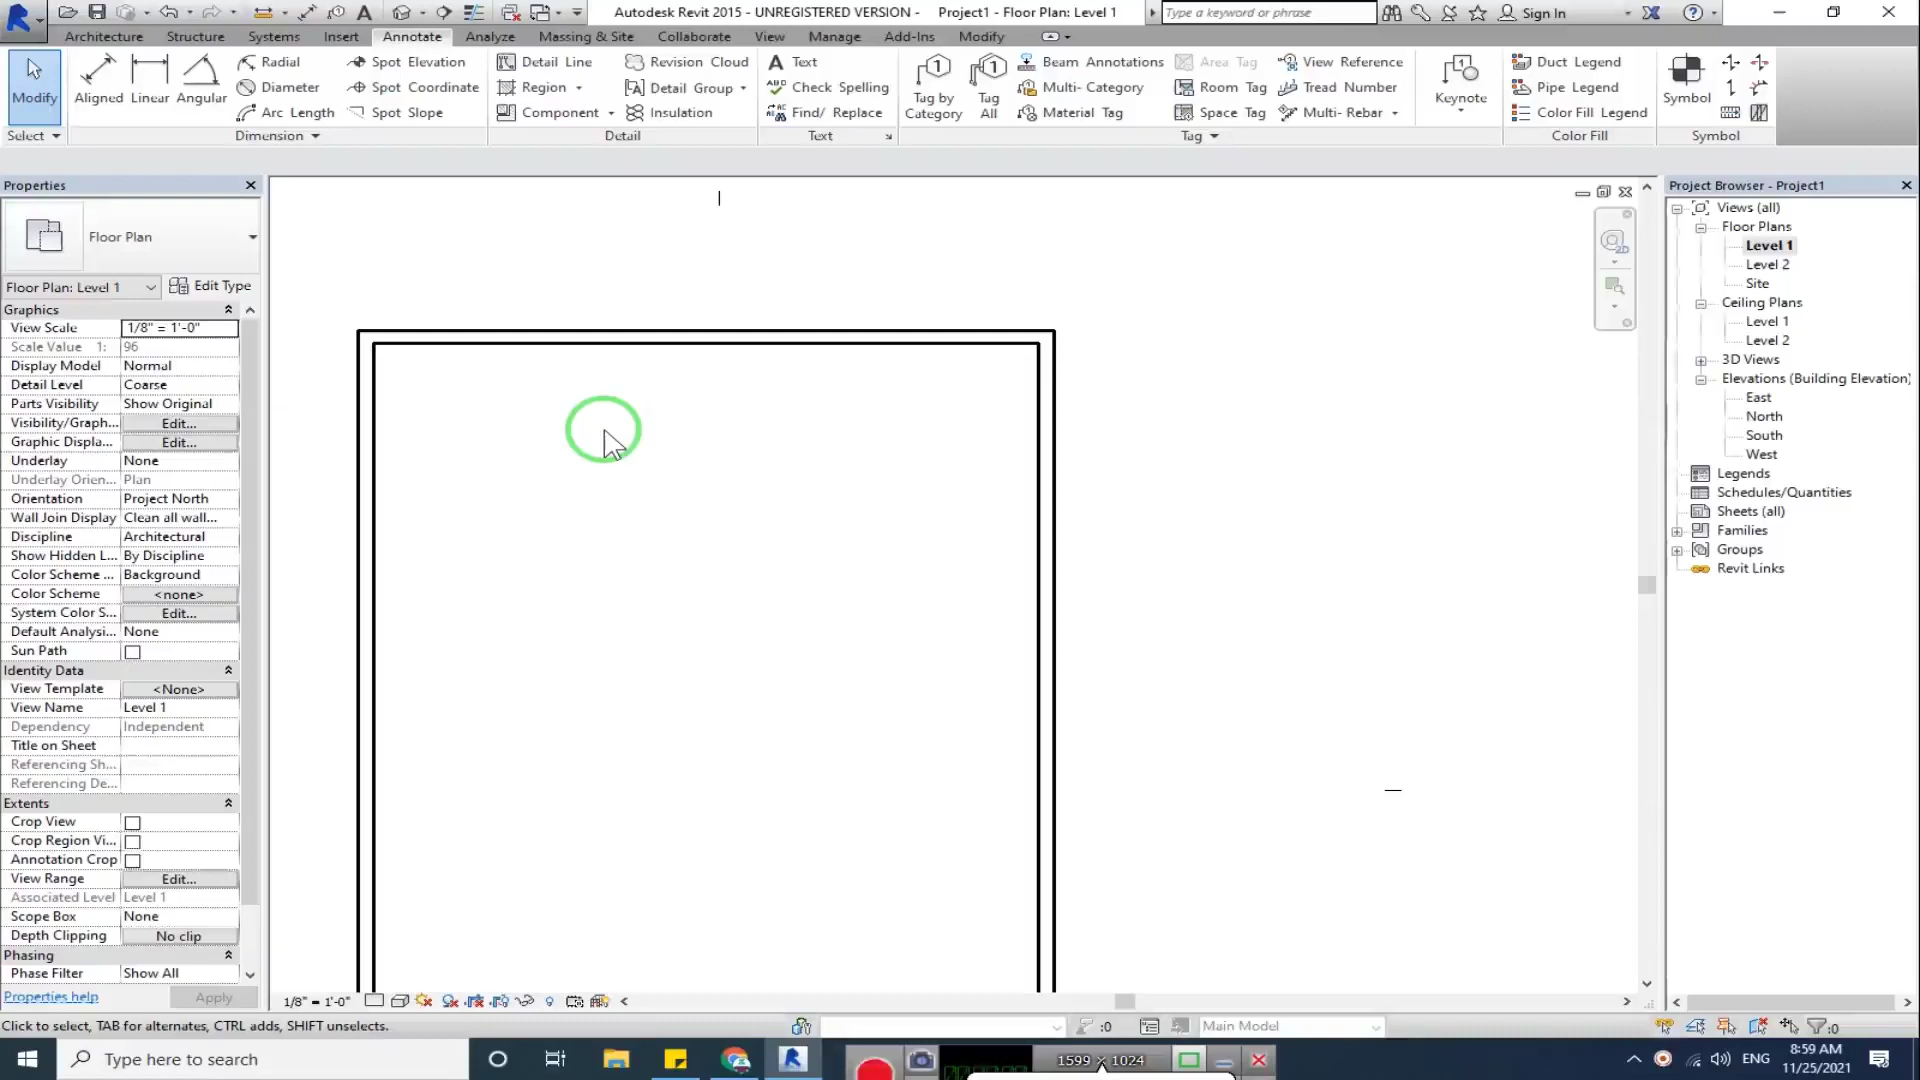 Autodesk Revit 2015 - UNREGISTERED VERSION -    Project1 - Floor Plan: Level 1
Type a keyword or phrase
Sign In
Architecture Structure Systems Insert Annotate Analyze Massing & Site Collaborate View Manage Add-Ins Modify
Modify
Select
Aligned Linear Angular
Radial
Diameter
Arc Length
Spot Elevation
Spot Coordinate
Spot Slope
Dimension
Detail Line
Region
Component
Revision Cloud
Detail Group
Insulation
Detail
Text
Check Spelling
Find/ Replace
Text
Tag by Category
Tag All
Beam Annotations
Multi- Category
Material Tag
Area Tag
Room Tag
Space Tag
View Reference
Tread Number
Multi- Rebar
Tag
Keynote
Duct Legend
Pipe Legend
Color Fill Legend
Color Fill
Symbol
Symbol
Properties
Floor Plan
Floor Plan: Level 1
Edit Type
Graphics
View Scale 1/8" = 1'-0"
Scale Value 1: 96
Display Model Normal
Detail Level Coarse
Parts Visibility Show Original
Visibility/Graph... Edit...
Graphic Displa... Edit...
Underlay None
Underlay Orien... Plan
Orientation Project North
Wall Join Display Clean all wall...
Discipline Architectural
Show Hidden L... By Discipline
Color Scheme ... Background
Color Scheme <none>
System Color S... Edit...
Default Analysi... None
Sun Path
Identity Data
View Template <None>
View Name Level 1
Dependency Independent
Title on Sheet
Referencing Sh...
Referencing De...
Extents
Crop View
Crop Region Vi...
Annotation Crop
View Range Edit...
Associated Level Level 1
Scope Box None
Depth Clipping No clip
Phasing
Phase Filter Show All
Properties help
Apply
2D
1/8" = 1'-0"
Project Browser - Project1
Views (all)
Floor Plans
Level 1
Level 2
Site
Ceiling Plans
Level 1
Level 2
3D Views
Elevations (Building Elevation)
East
North
South
West
Legends
Schedules/Quantities
Sheets (all)
Families
Groups
Revit Links
Click to select, TAB for alternates, CTRL adds, SHIFT unselects.
:0
Main Model
:0
Type here to search
1599 × 1024
ENG
8:59 AM
11/25/2021